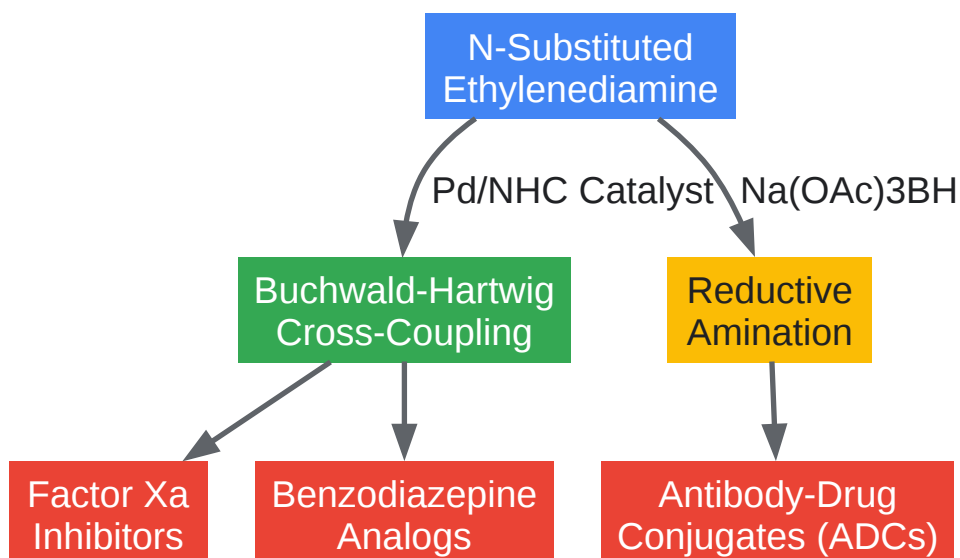 N-Substituted
Ethylenediamine
Pd/NHC Catalyst
Na(OAc)3BH
Buchwald-Hartwig
Cross-Coupling
Reductive
Amination
Factor Xa
Inhibitors
Benzodiazepine
Analogs
Antibody-Drug
Conjugates (ADCs)